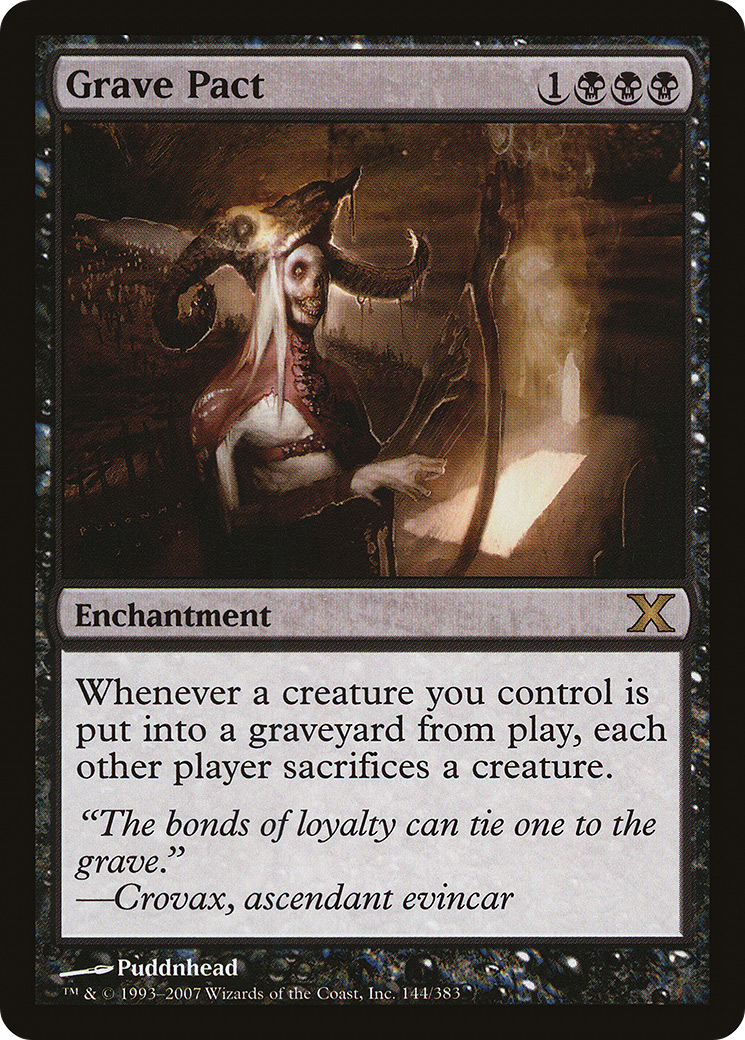 Grave Pact
1
Enchantment
X
Whenever a creature you control is
put into a graveyard from play, each
other player sacrifices a creature.
“The bonds of loyalty can tie one to the
grave.”
—Crovax, ascendant evincar
Puddnhead
™ & © 1993–2007 Wizards of the Coast, Inc. 144/383